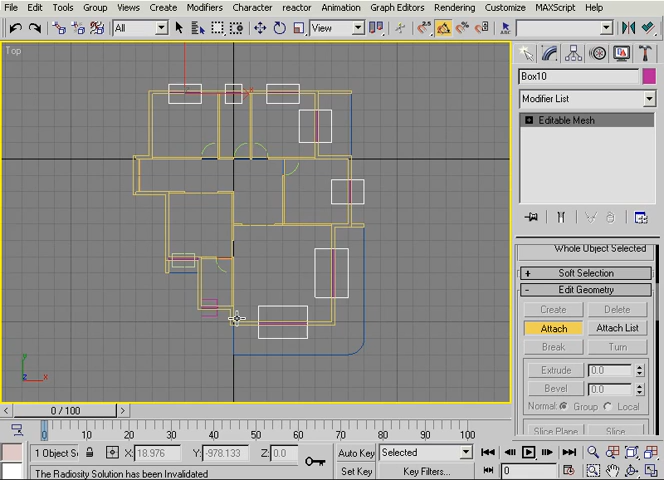 File Edit Tools Group Views Create Modifiers Character reactor Animation Graph Editors Rendering Customize MAXScript Help
All View
Top
Box10
Modifier List
Editable Mesh
Whole Object Selected
+ Soft Selection
- Edit Geometry
Create Delete
Attach Attach List
Break Turn
Extrude 0.0
Bevel 0.0
Normal: Group Local
Slice Plane Slice
y
z x
< 0 / 100 >
0 10 20 30 40 50 60 70 80 90 100
1 Object Se X: 18.976 Y: -978.133 Z: 0.0 Auto Key Selected
The Radiosity Solution has been Invalidated Set Key Key Filters... 0